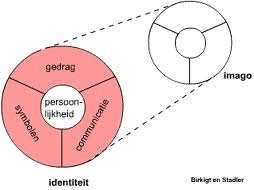 gedrag
imago
persoon-
lijkheid
symbolen
communicatie
identiteit
Birkigt en Stadler